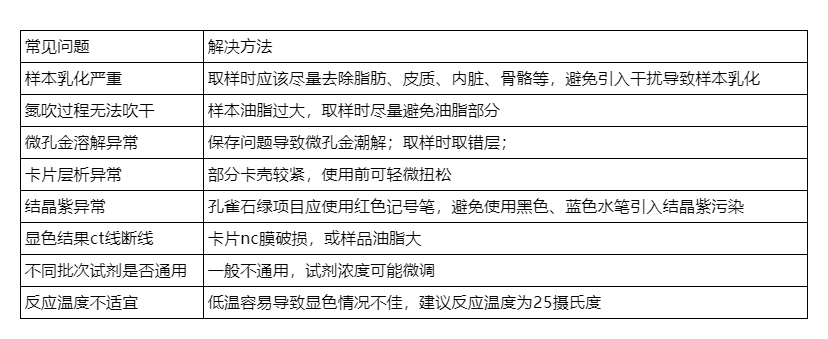 常见问题 解决方法
样本乳化严重 取样时应该尽量去除脂肪、皮质、内脏、骨骼等，避免引入干扰导致样本乳化
氮吹过程无法吹干 样本油脂过大，取样时尽量避免油脂部分
微孔金溶解异常 保存问题导致微孔金潮解；取样时取错层；
卡片层析异常 部分卡壳较紧，使用前可轻微扭松
结晶紫异常 孔雀石绿项目应使用红色记号笔，避免使用黑色、蓝色水笔引入结晶紫污染
显色结果ct线断线 卡片nc膜破损，或样品油脂大
不同批次试剂是否通用 一般不通用，试剂浓度可能微调
反应温度不适宜 低温容易导致显色情况不佳，建议反应温度为25摄氏度